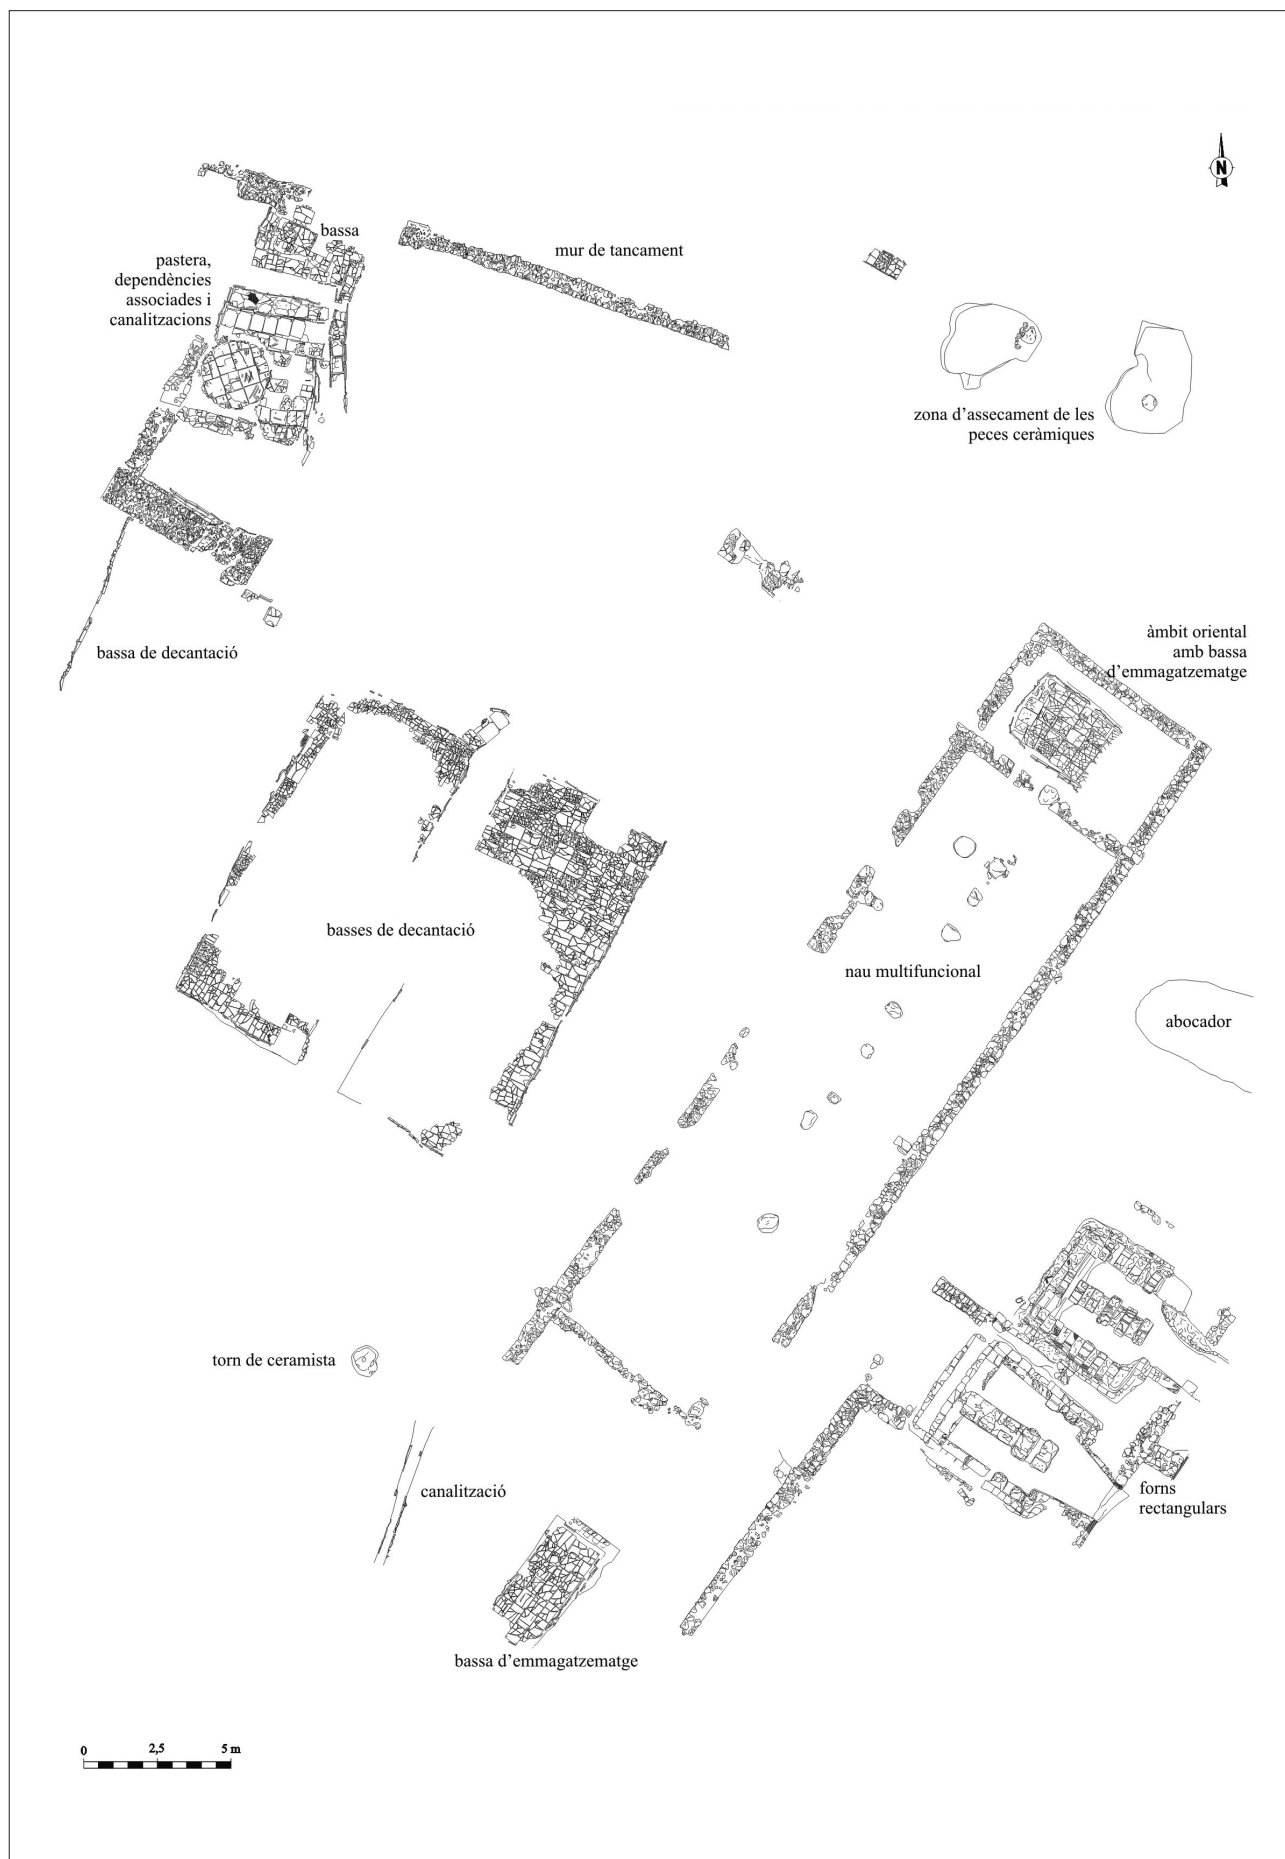 N
bassa
mur de tancament
pastera,
dependències
associades i
canalitzacions
zona d’assecament de les
peces ceràmiques
àmbit oriental
amb bassa
d’emmagatzematge
bassa de decantació
basses de decantació
nau multifuncional
abocador
torn de ceramista
canalització
forns
rectangulars
bassa d’emmagatzematge
0 2,5 5 m